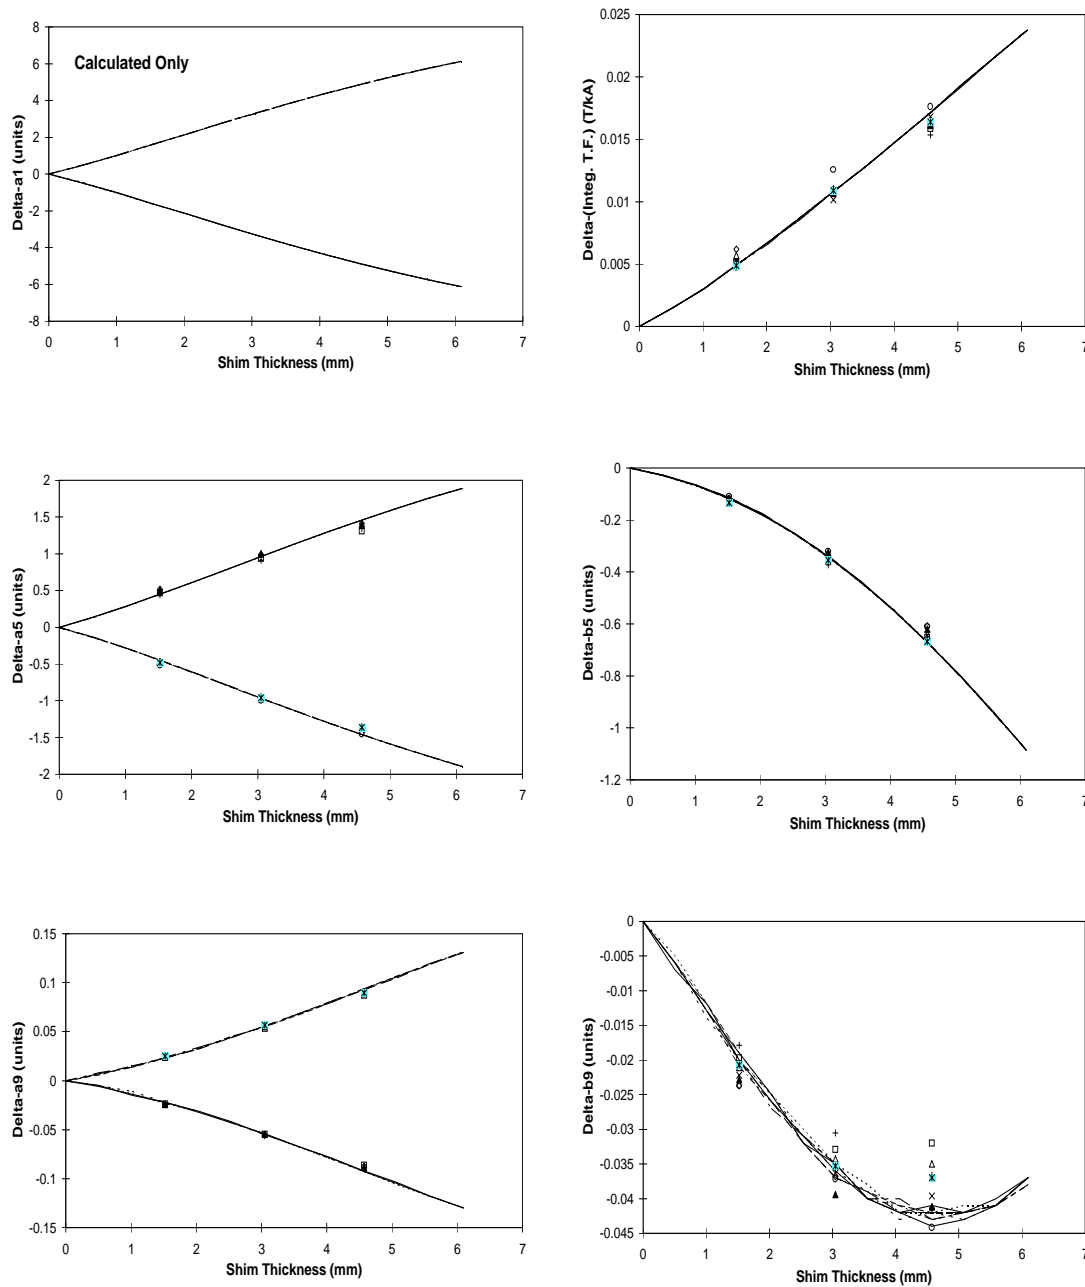 8
6
4
2
0
-2
-4
-6
-8
Delta-a1 (units)
Calculated Only
0 1 2 3 4 5 6 7
Shim Thickness (mm)
0.025
0.02
0.015
0.01
0.005
0
Delta-(Integ. T.F.) (T/kA)
0 1 2 3 4 5 6 7
Shim Thickness (mm)
2
1.5
1
0.5
0
-0.5
-1
-1.5
-2
Delta-a5 (units)
0 1 2 3 4 5 6 7
Shim Thickness (mm)
0
-0.2
-0.4
-0.6
-0.8
-1
-1.2
Delta-b5 (units)
0 1 2 3 4 5 6 7
Shim Thickness (mm)
0.15
0.1
0.05
0
-0.05
-0.1
-0.15
Delta-a9 (units)
0 1 2 3 4 5 6 7
Shim Thickness (mm)
0
-0.005
-0.01
-0.015
-0.02
-0.025
-0.03
-0.035
-0.04
-0.045
Delta-b9 (units)
0 1 2 3 4 5 6 7
Shim Thickness (mm)